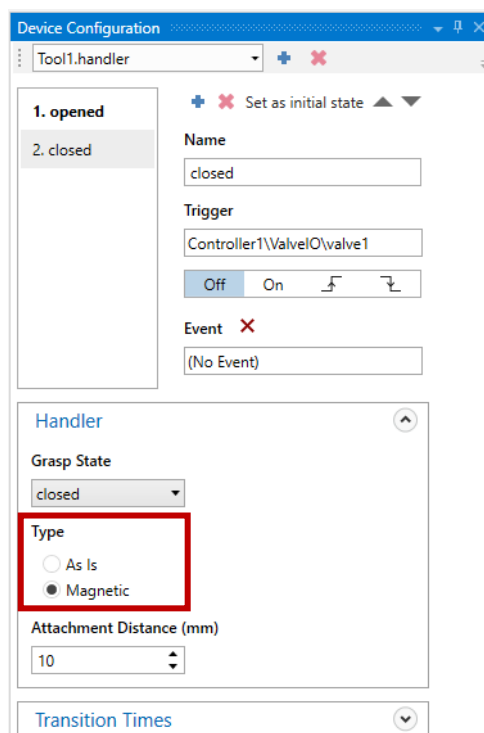 Device Configuration
Tool1.handler
1. opened
2. closed
Set as initial state
Name
closed
Trigger
Controller1\ValveIO\valve1
Off On
Event
(No Event)
Handler
Grasp State
closed
Type
As Is
Magnetic
Attachment Distance (mm)
10
Transition Times